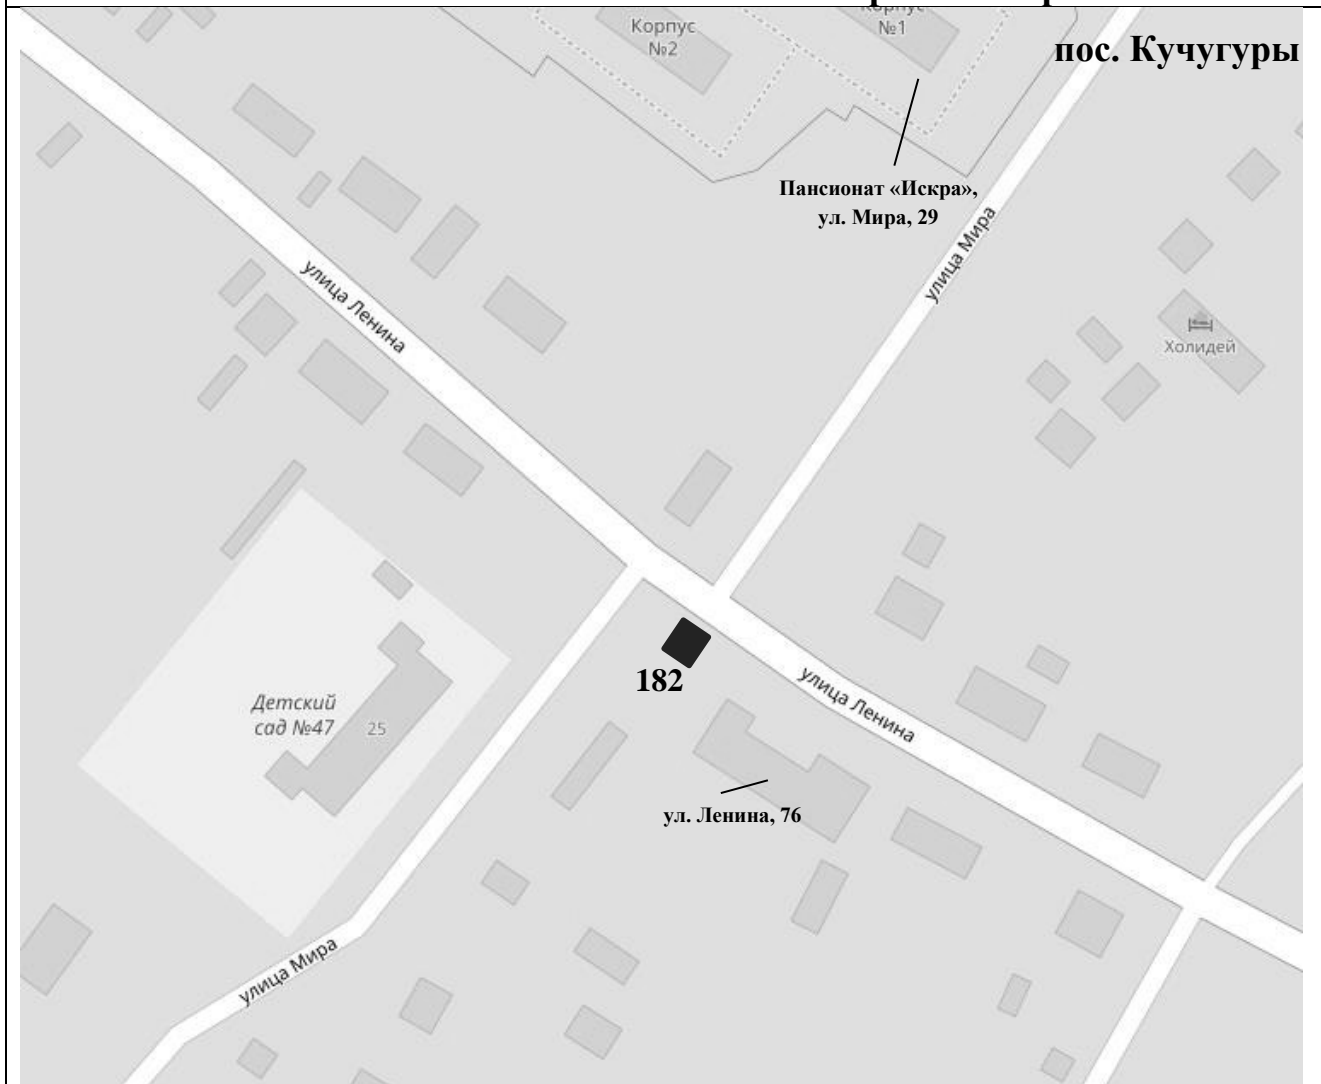 Корпус
№2
Корпус
№1
пос. Кучугуры
Пансионат «Искра»,
ул. Мира, 29
улица Мира
улица Ленина
Холидей
182
улица Ленина
Детский
сад №47
25
ул. Ленина, 76
улица Мира